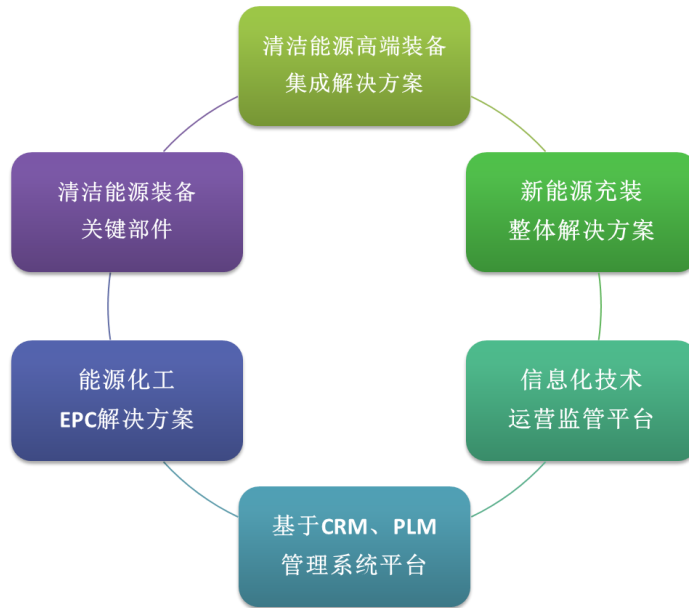 清洁能源高端装备
集成解决方案
新能源充装
整体解决方案
信息化技术
运营监管平台
基于CRM、PLM
管理系统平台
能源化工
EPC解决方案
清洁能源装备
关键部件